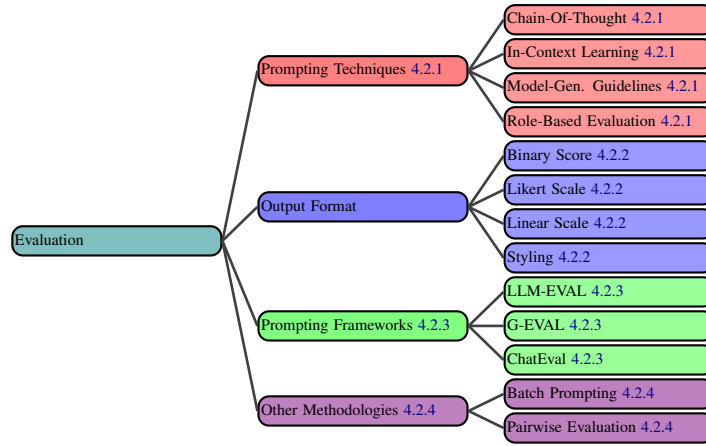 Evaluation
Prompting Techniques 4.2.1
Chain-Of-Thought 4.2.1
In-Context Learning 4.2.1
Model-Gen. Guidelines 4.2.1
Role-Based Evaluation 4.2.1
Output Format
Binary Score 4.2.2
Likert Scale 4.2.2
Linear Scale 4.2.2
Styling 4.2.2
Prompting Frameworks 4.2.3
LLM-EVAL 4.2.3
G-EVAL 4.2.3
ChatEval 4.2.3
Other Methodologies 4.2.4
Batch Prompting 4.2.4
Pairwise Evaluation 4.2.4